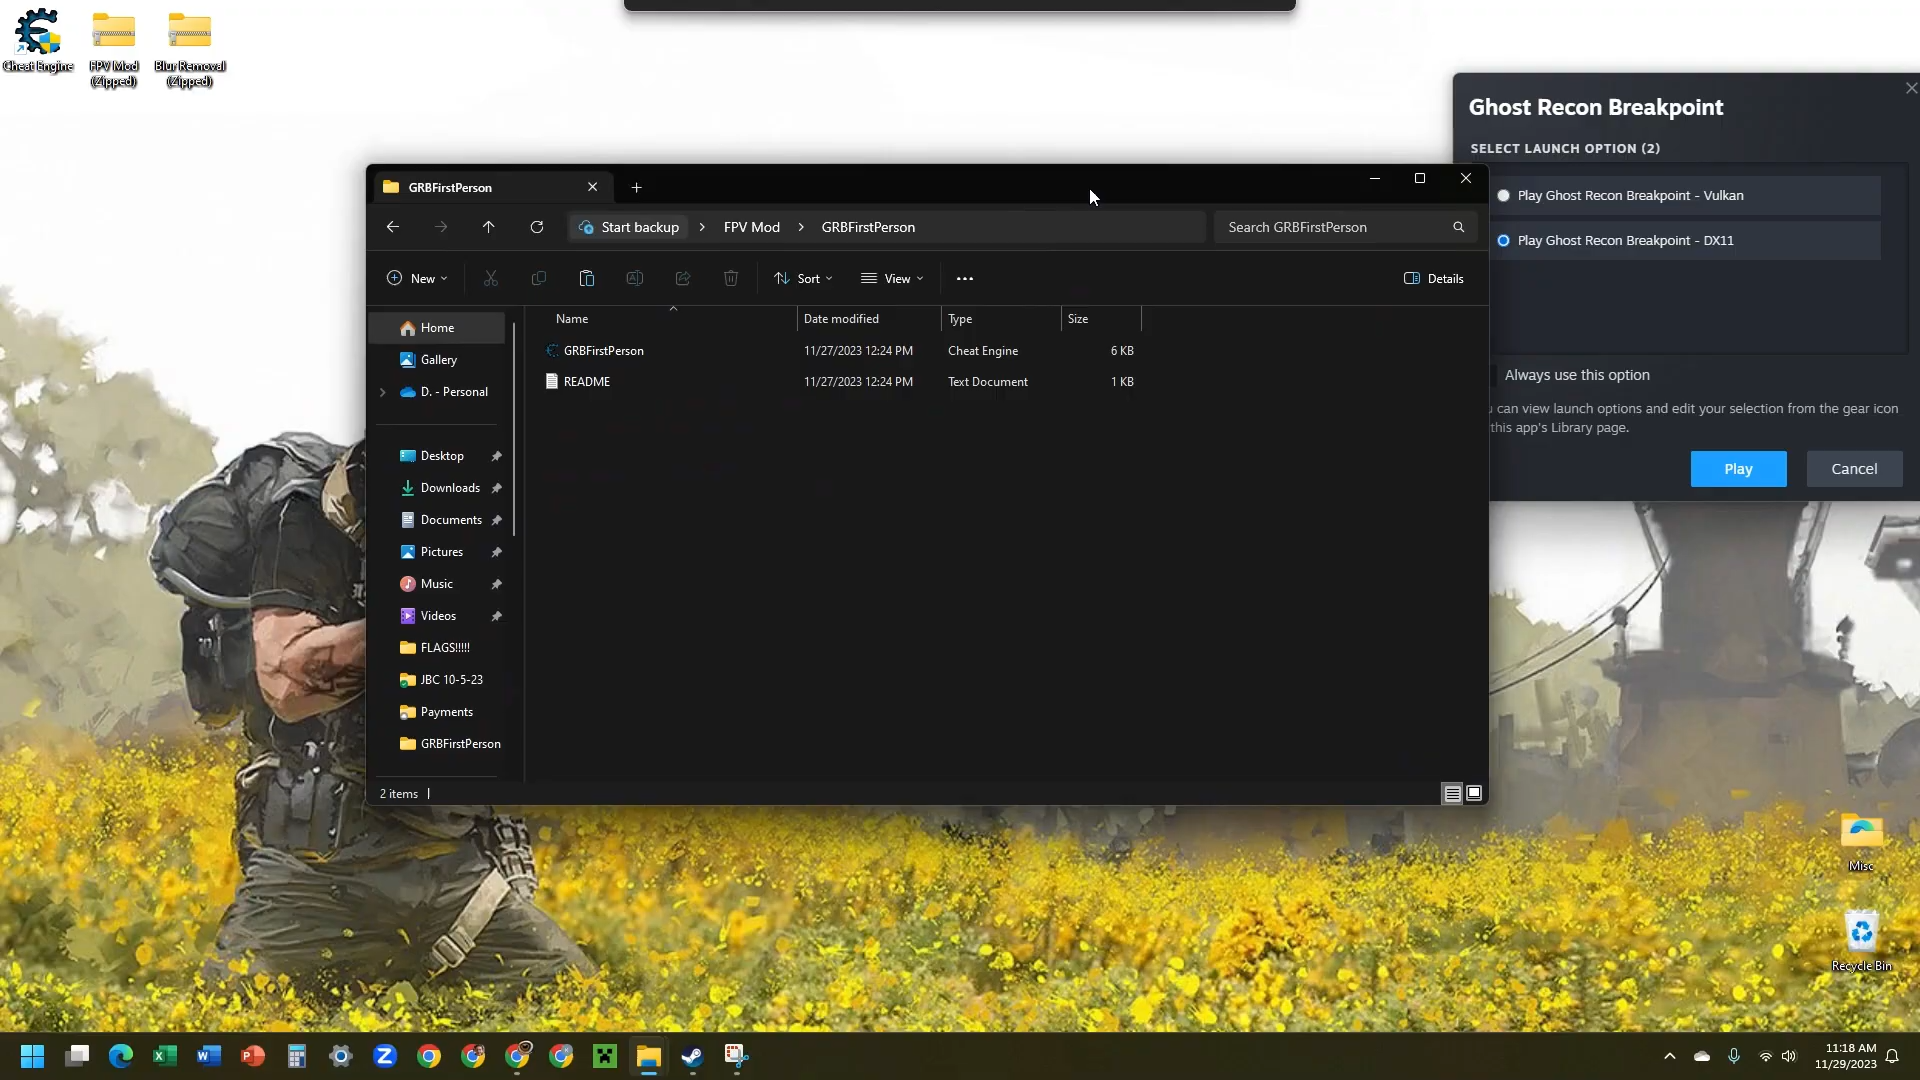 Cheat Engine
FPV Mod
(Zipped)
Blur Removal
(Zipped)
Ghost Recon Breakpoint
SELECT LAUNCH OPTION (2)
Play Ghost Recon Breakpoint - Vulkan
Play Ghost Recon Breakpoint - DX11
Always use this option
can view launch options and edit your selection from the gear icon
this app's Library page.
Play
Cancel
GRBFirstPerson
Start backup
FPV Mod
GRBFirstPerson
Search GRBFirstPerson
New
Sort
View
Details
Name
Date modified
Type
Size
GRBFirstPerson
11/27/2023 12:24 PM
Cheat Engine
6 KB
README
11/27/2023 12:24 PM
Text Document
1 KB
Home
Gallery
D. - Personal
Desktop
Downloads
Documents
Pictures
Music
Videos
FLAGS!!!!!
JBC 10-5-23
Payments
GRBFirstPerson
2 items
Misc
Recycle Bin
11:18 AM
11/29/2023